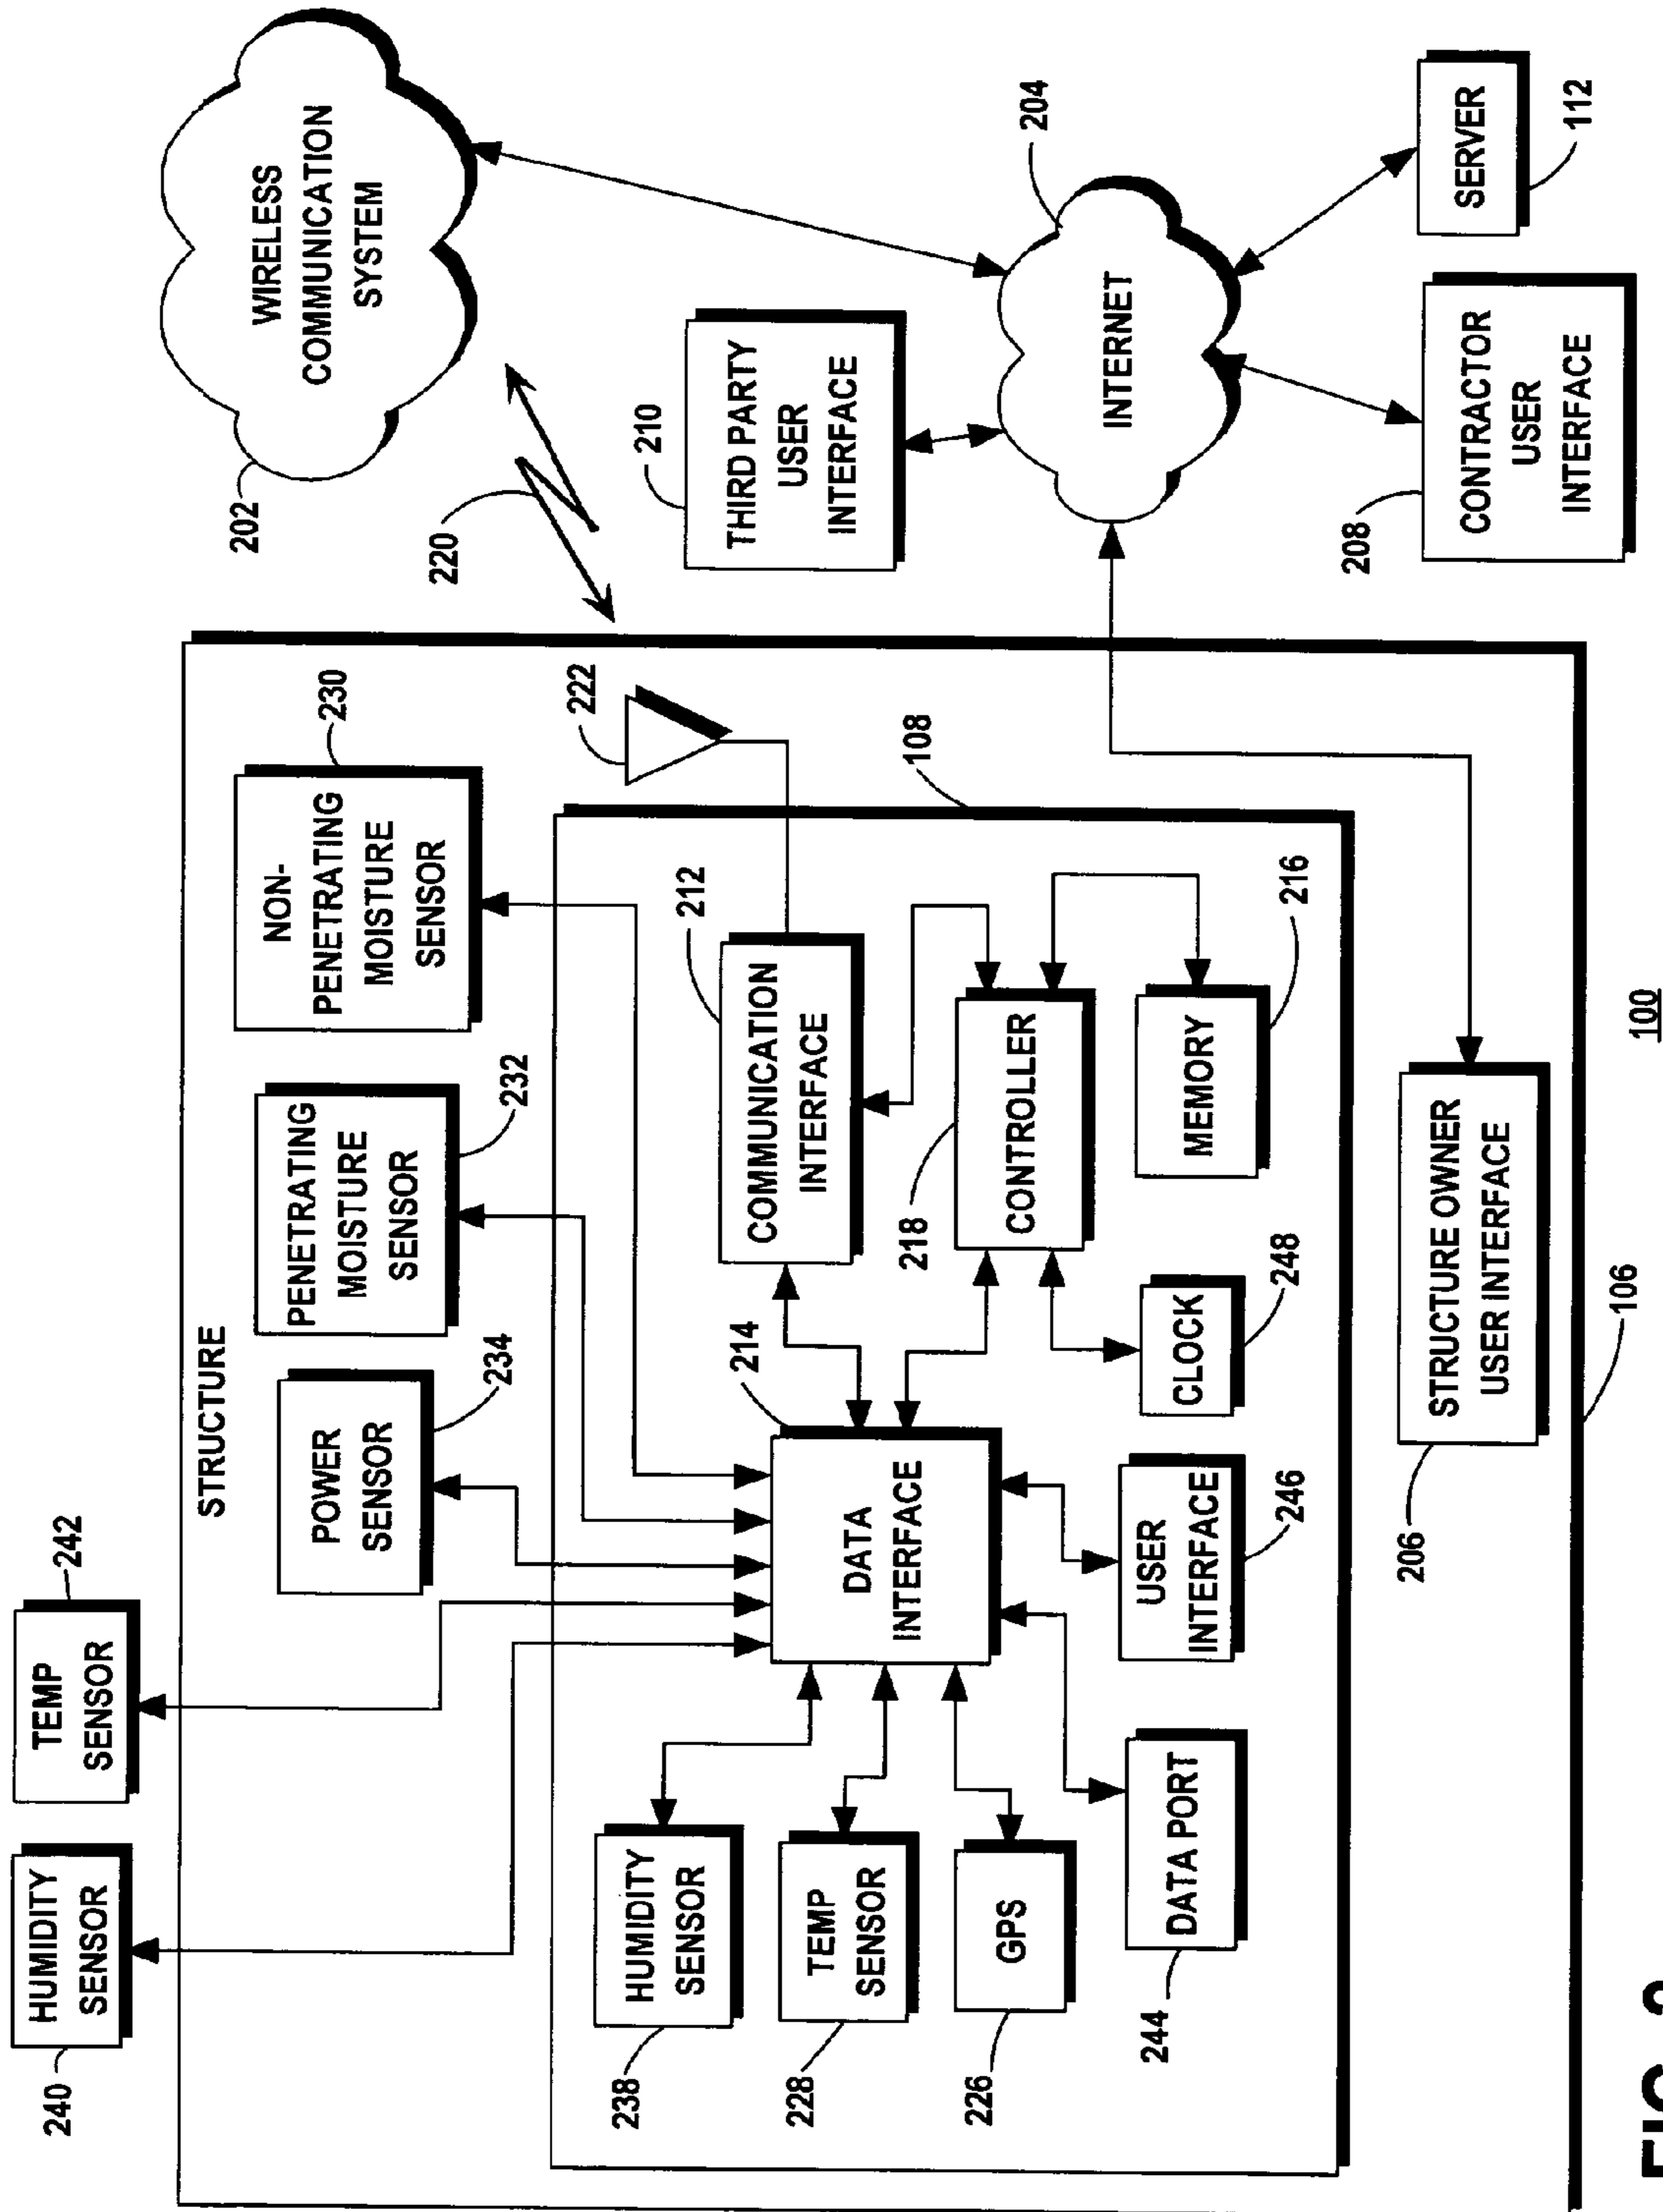 240
HUMIDITY
SENSOR
TEMP
SENSOR
242
STRUCTURE
POWER
SENSOR
234
PENETRATING
MOISTURE
SENSOR
232
NON-
PENETRATING
MOISTURE
SENSOR
230
202
WIRELESS
COMMUNICATION
SYSTEM
220
222
238
HUMIDITY
SENSOR
228
TEMP
SENSOR
226
GPS
244
DATA PORT
214
DATA
INTERFACE
USER
INTERFACE
246
212
COMMUNICATION
INTERFACE
108
218
CONTROLLER
CLOCK
248
MEMORY
216
210
THIRD PARTY
USER
INTERFACE
INTERNET
204
206
STRUCTURE OWNER
USER INTERFACE
106
208
CONTRACTOR
USER
INTERFACE
SERVER
112
100